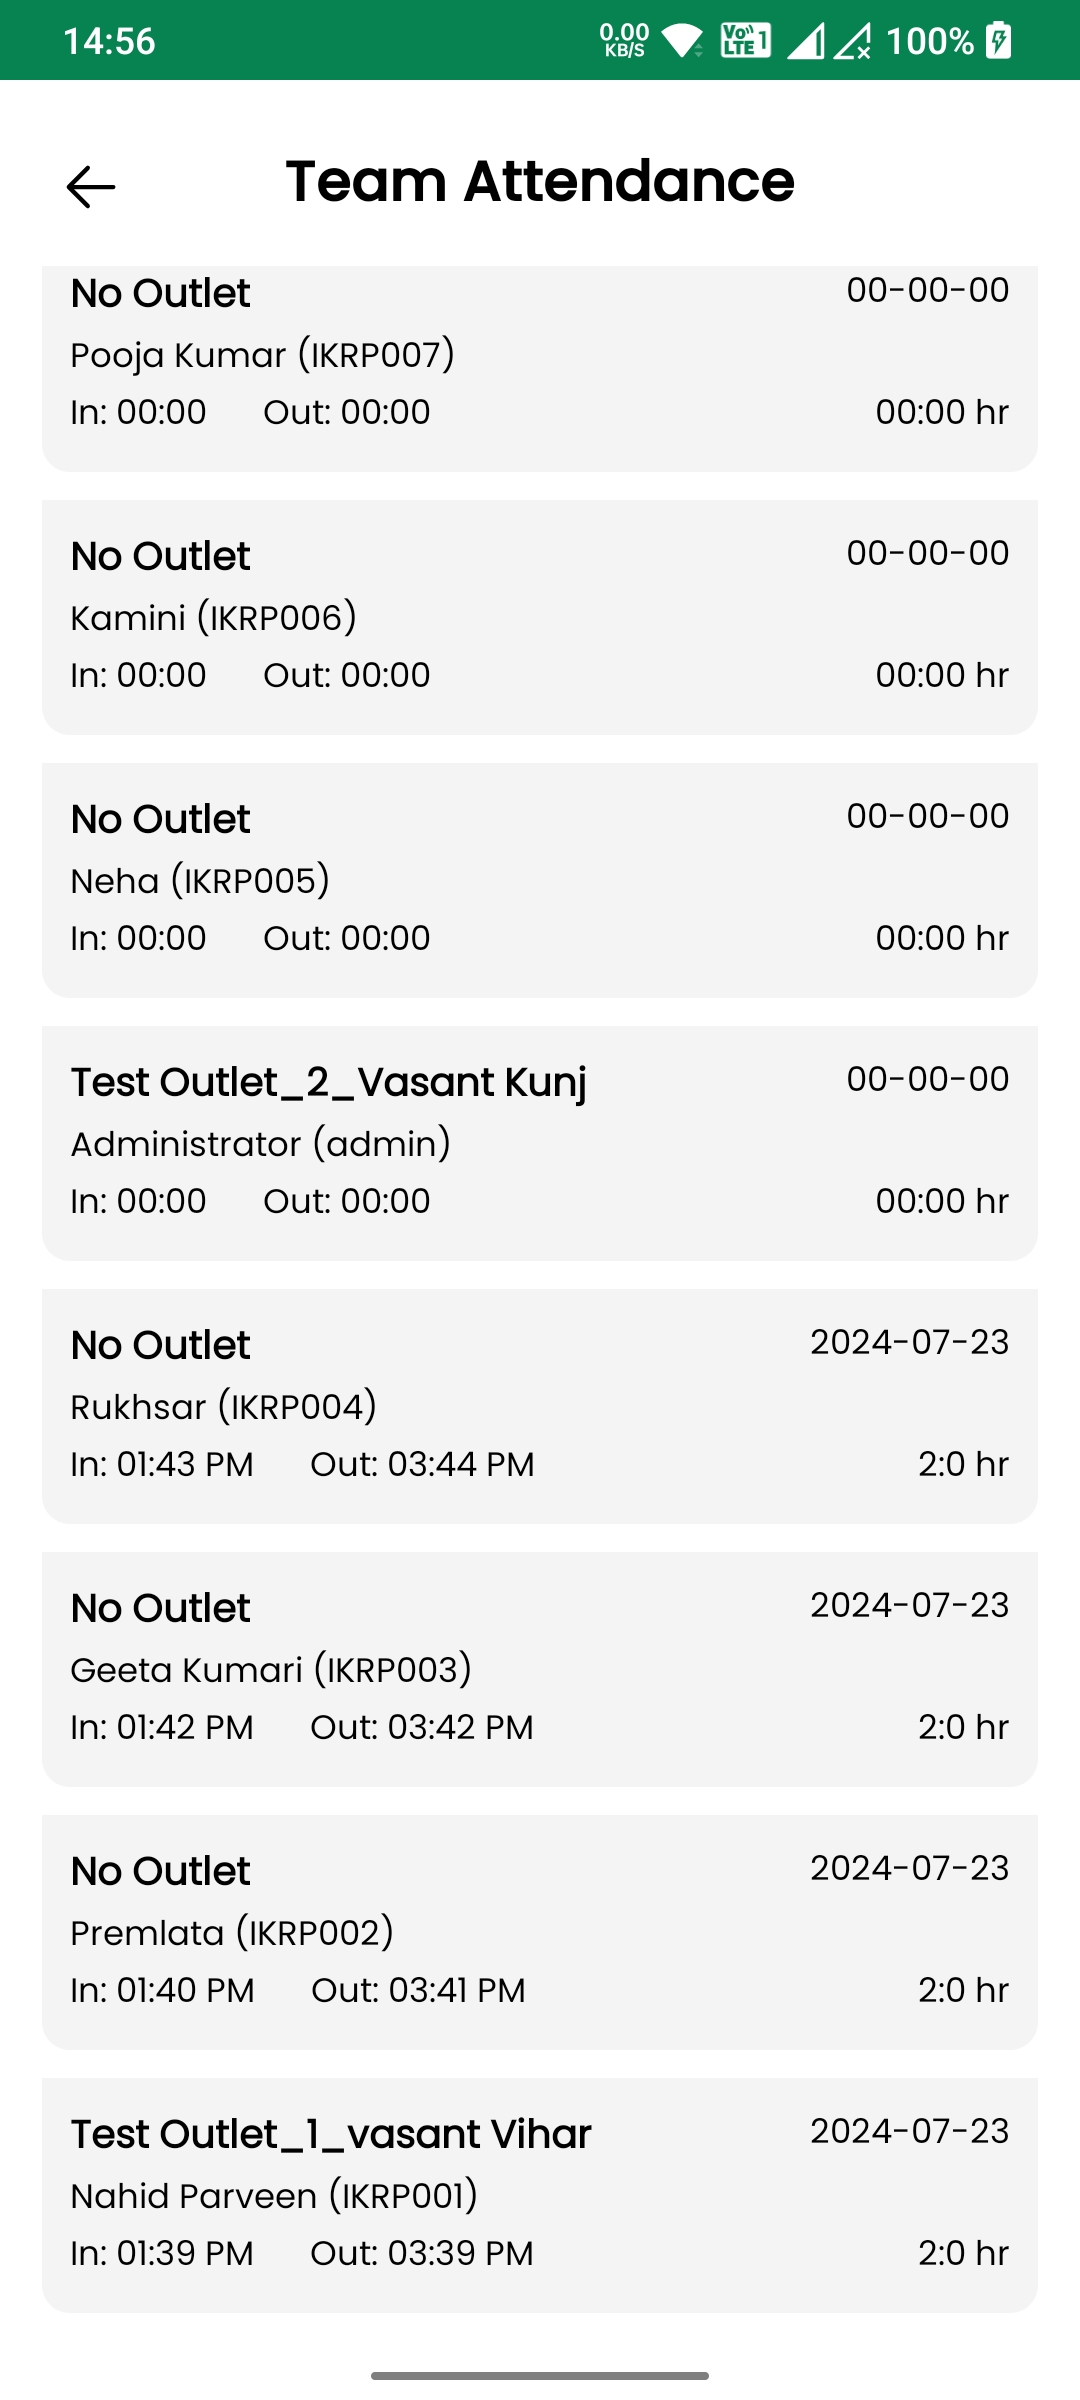 14:56 0.00 KB/S Vo LTE 1 100%
Team Attendance
No Outlet 00-00-00
Pooja Kumar (IKRP007)
In: 00:00 Out: 00:00 00:00 hr
No Outlet 00-00-00
Kamini (IKRP006)
In: 00:00 Out: 00:00 00:00 hr
No Outlet 00-00-00
Neha (IKRP005)
In: 00:00 Out: 00:00 00:00 hr
Test Outlet_2_Vasant Kunj 00-00-00
Administrator (admin)
In: 00:00 Out: 00:00 00:00 hr
No Outlet 2024-07-23
Rukhsar (IKRP004)
In: 01:43 PM Out: 03:44 PM 2:0 hr
No Outlet 2024-07-23
Geeta Kumari (IKRP003)
In: 01:42 PM Out: 03:42 PM 2:0 hr
No Outlet 2024-07-23
Premlata (IKRP002)
In: 01:40 PM Out: 03:41 PM 2:0 hr
Test Outlet_1_vasant Vihar 2024-07-23
Nahid Parveen (IKRP001)
In: 01:39 PM Out: 03:39 PM 2:0 hr